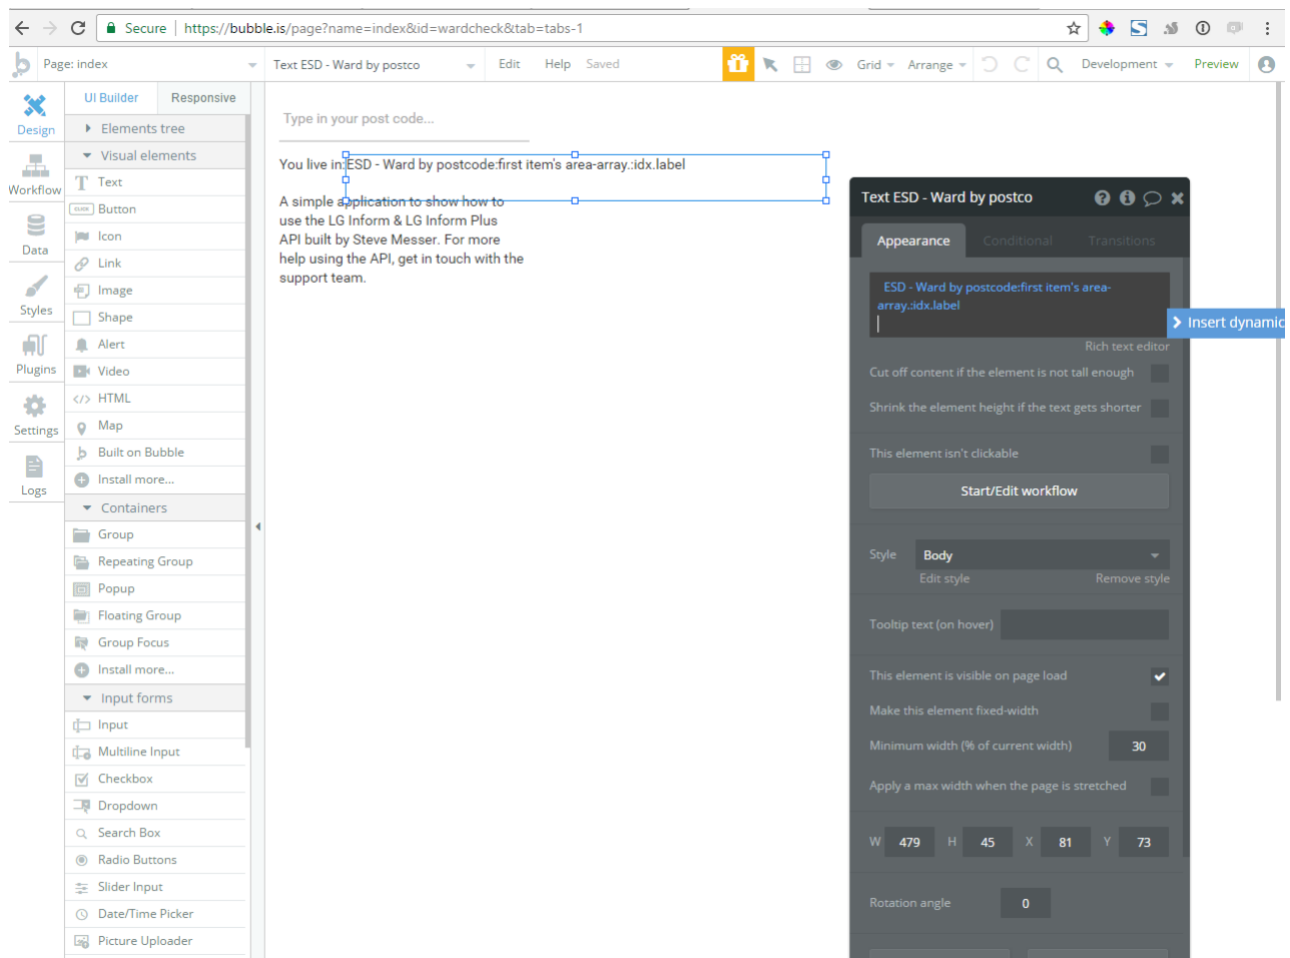 Secure | https://bubble.is/page?name=index&id=wardcheck&tab=tabs-1
Page: index
Text ESD - Ward by postco
Edit
Help
Saved
Grid
Arrange
Development
Preview
Design
Workflow
Data
Styles
Plugins
Settings
Logs
UI Builder
Responsive
Elements tree
Visual elements
Text
Button
Icon
Link
Image
Shape
Alert
Video
HTML
Map
Built on Bubble
Install more...
Containers
Group
Repeating Group
Popup
Floating Group
Group Focus
Install more...
Input forms
Input
Multiline Input
Checkbox
Dropdown
Search Box
Radio Buttons
Slider Input
Date/Time Picker
Picture Uploader
Type in your post code...
You live in:ESD - Ward by postcode:first item's area-array.:idx.label
A simple application to show how to
use the LG Inform & LG Inform Plus
API built by Steve Messer. For more
help using the API, get in touch with the
support team.
Text ESD - Ward by postco
Appearance
Conditional
Transitions
ESD - Ward by postcode:first item's area-
array.:idx.label
Insert dynamic
Rich text editor
Cut off content if the element is not tall enough
Shrink the element height if the text gets shorter
This element isn't clickable
Start/Edit workflow
Style Body
Edit style
Remove style
Tooltip text (on hover)
This element is visible on page load
Make this element fixed-width
Minimum width (% of current width) 30
Apply a max width when the page is stretched
W 479 H 45 X 81 Y 73
Rotation angle 0